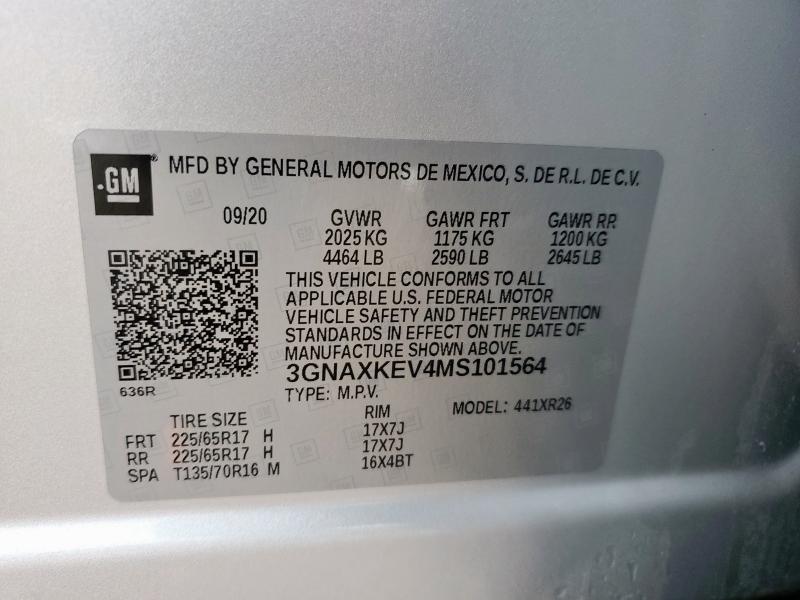 GM® MFD BY GENERAL MOTORS DE MEXICO, S. DE R.L. DE C.V.
09/20 GVWR GAWR FRT GAWR RR
2025 KG 1175 KG 1200 KG
4464 LB 2590 LB 2645 LB
THIS VEHICLE CONFORMS TO ALL
APPLICABLE U.S. FEDERAL MOTOR
VEHICLE SAFETY AND THEFT PREVENTION
STANDARDS IN EFFECT ON THE DATE OF
MANUFACTURE SHOWN ABOVE.
3GNAXKEV4MS101564
636R TYPE: M.P.V. MODEL: 441XR26
TIRE SIZE RIM
FRT 225/65R17 H 17X7J
RR 225/65R17 H 17X7J
SPA T135/70R16 M 16X4BT